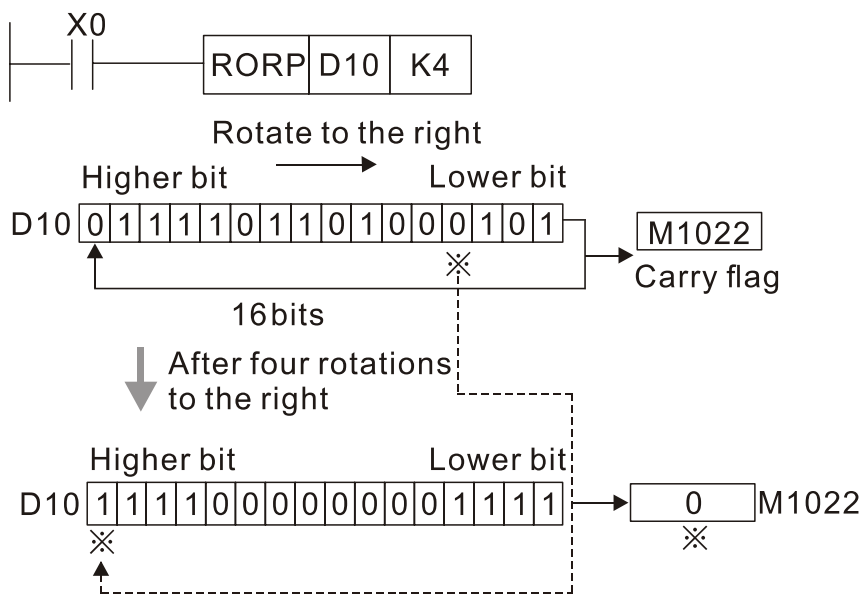 X0
RORP D10 K4
Rotate to the right
Higher bit Lower bit
D10 0 1 1 1 1 0 1 1 0 1 0 0 0 1 0 1 M1022
※ Carry flag
16bits
After four rotations
to the right
Higher bit Lower bit
D10 1 1 1 1 0 0 0 0 0 0 0 0 1 1 1 1 0 M1022
※ ※